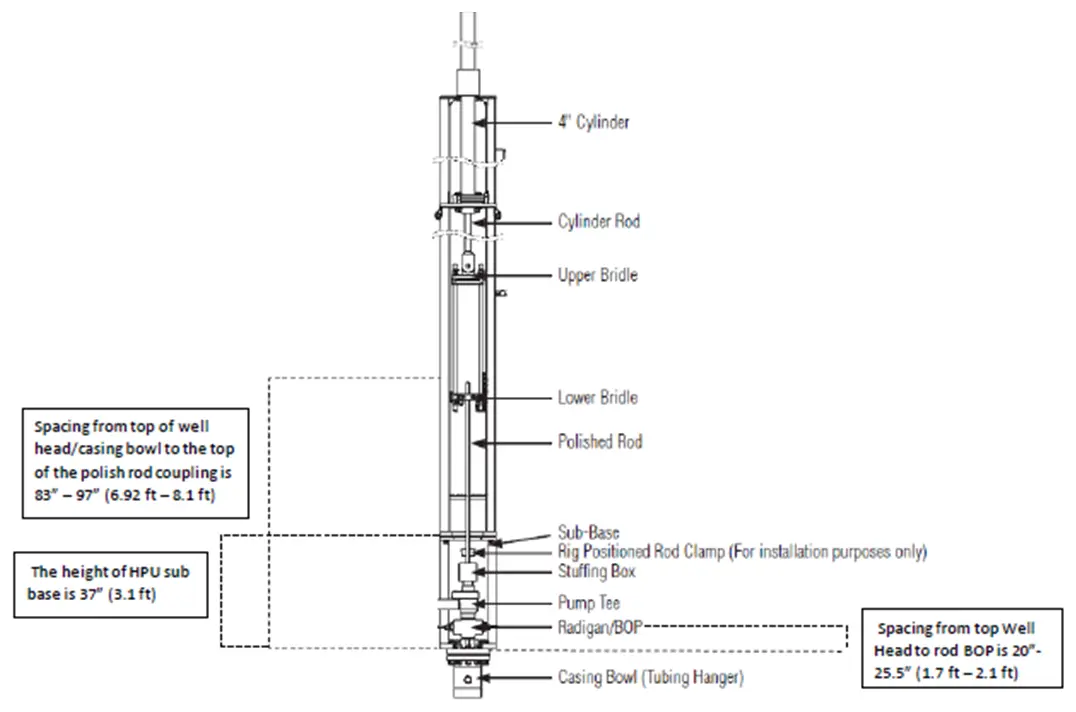 4" Cylinder
Cylinder Rod
Upper Bridle
Lower Bridle
Polished Rod
Spacing from top of well
head/casing bowl to the top
of the polish rod coupling is
83” – 97” (6.92 ft – 8.1 ft)
Sub-Base
Rig Positioned Rod Clamp (For installation purposes only)
Stuffing Box
The height of HPU sub
base is 37” (3.1 ft)
Pump Tee
Radigan/BOP
Spacing from top Well
Head to rod BOP is 20”-
25.5” (1.7 ft – 2.1 ft)
Casing Bowl (Tubing Hanger)